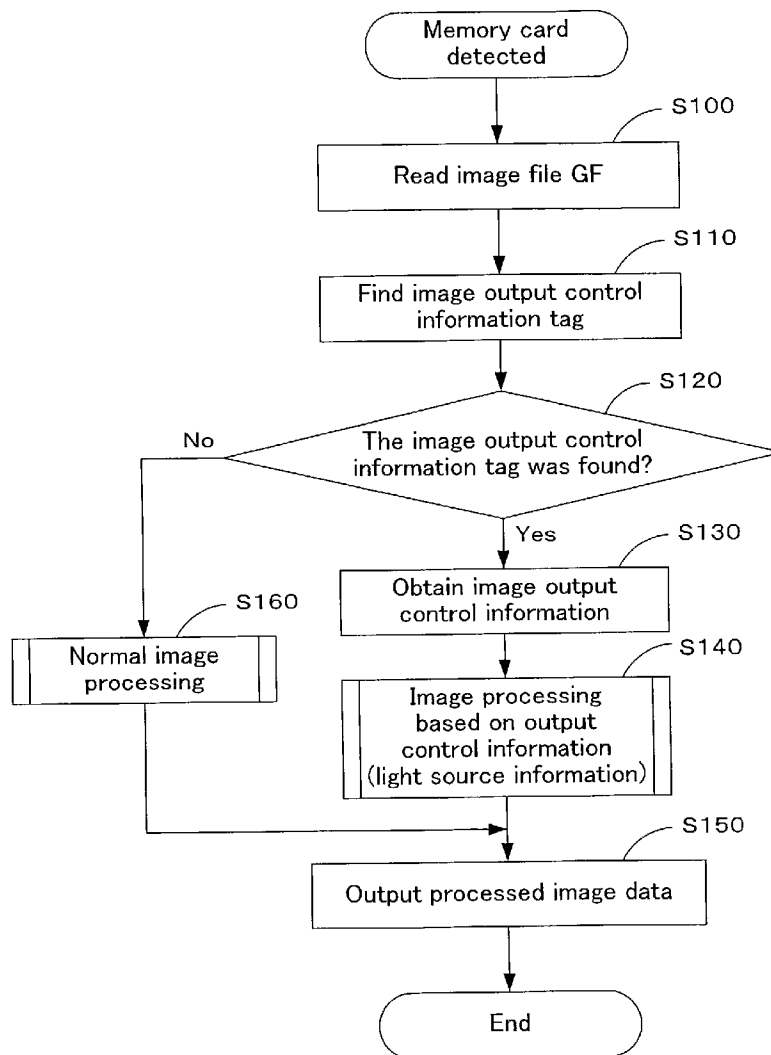 Memory card
detected
S100
Read image file GF
S110
Find image output control
information tag
S120
No
The image output control
information tag was found?
Yes
S130
Obtain image output
control information
S160
Normal image
processing
S140
Image processing
based on output
control information
(light source information)
S150
Output processed image data
End